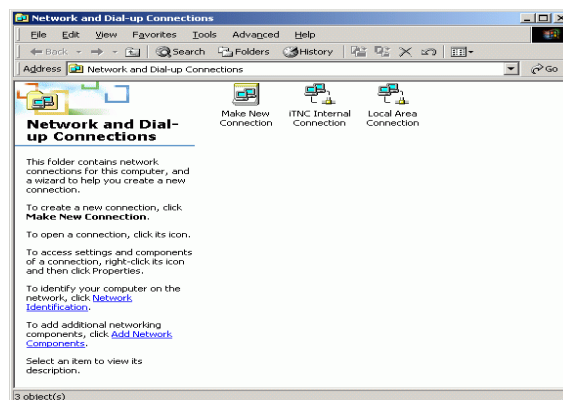 Network and Dial-up Connections
File Edit View Favorites Tools Advanced Help
Back Search Folders History
Address Network and Dial-up Connections Go
Make New
Connection
iTNC Internal
Connection
Local Area
Connection
Network and Dial-
up Connections
This folder contains network
connections for this computer, and
a wizard to help you create a new
connection.
To create a new connection, click
Make New Connection.
To open a connection, click its icon.
To access settings and components
of a connection, right-click its icon
and then click Properties.
To identify your computer on the
network, click Network
Identification.
To add additional networking
components, click Add Network
Components.
Select an item to view its
description.
3 object(s)